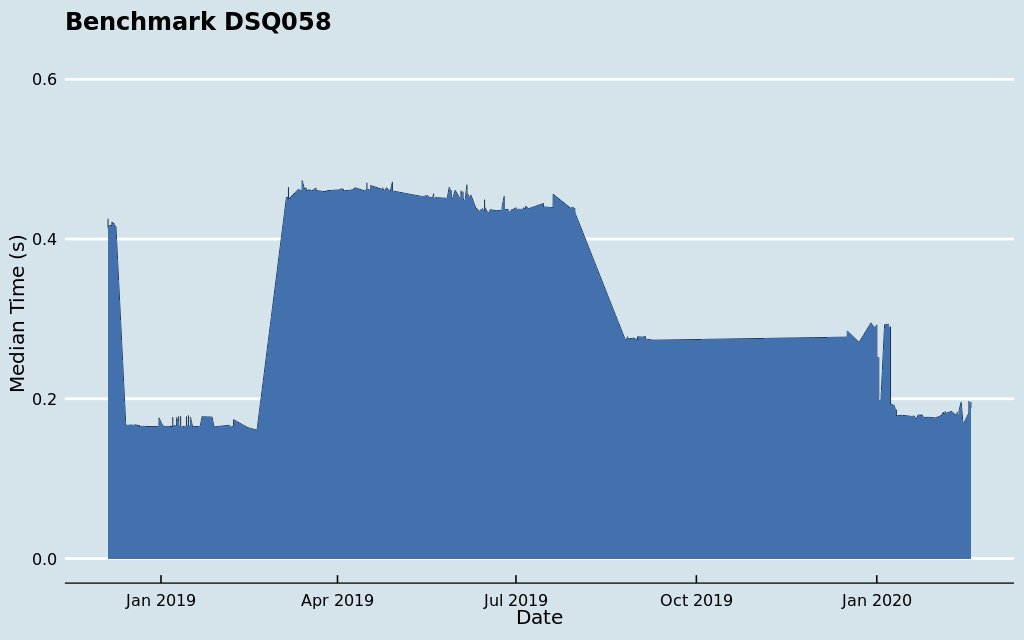 Benchmark DSQ058
Median Time (s)
0.6
0.4
0.2
0.0
Jan 2019
Apr 2019
Jul 2019
Oct 2019
Jan 2020
Date